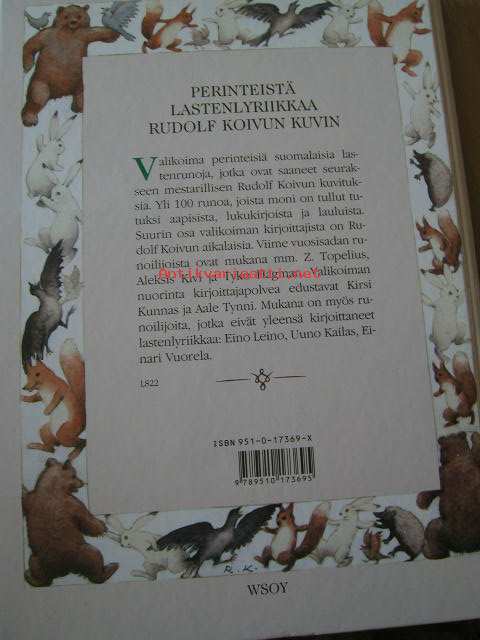 PERINTEISTÄ
LASTENLYRIIKKAA
RUDOLF KOIVUN KUVIN
Valikoima perinteisiä suomalaisia las-
tenrunoja, jotka ovat saaneet seurak-
seen mestarillisen Rudolf Koivun kuvituk-
sia. Yli 100 runoa, joista moni on tullut tu-
tuksi aapisista, lukukirjoista ja lauluista.
Suurin osa valikoiman kirjoittajista on Ru-
dolf Koivun aikalaisia. Viime vuosisadan ru-
noilijoista ovat mukana mm. Z. Topelius,
Aleksis Kivi ja Tyko Hagman. Valikoiman
nuorinta kirjoittajapolvea edustavat Kirsi
Kunnas ja Aale Tynni. Mukana on myös ru-
noilijoita, jotka eivät yleensä kirjoittaneet
lastenlyriikkaa: Eino Leino, Uuno Kailas, Ei-
nari Vuorela.
L822
ISBN 951-0-17369-X
9789510173695
R.K.
WSOY